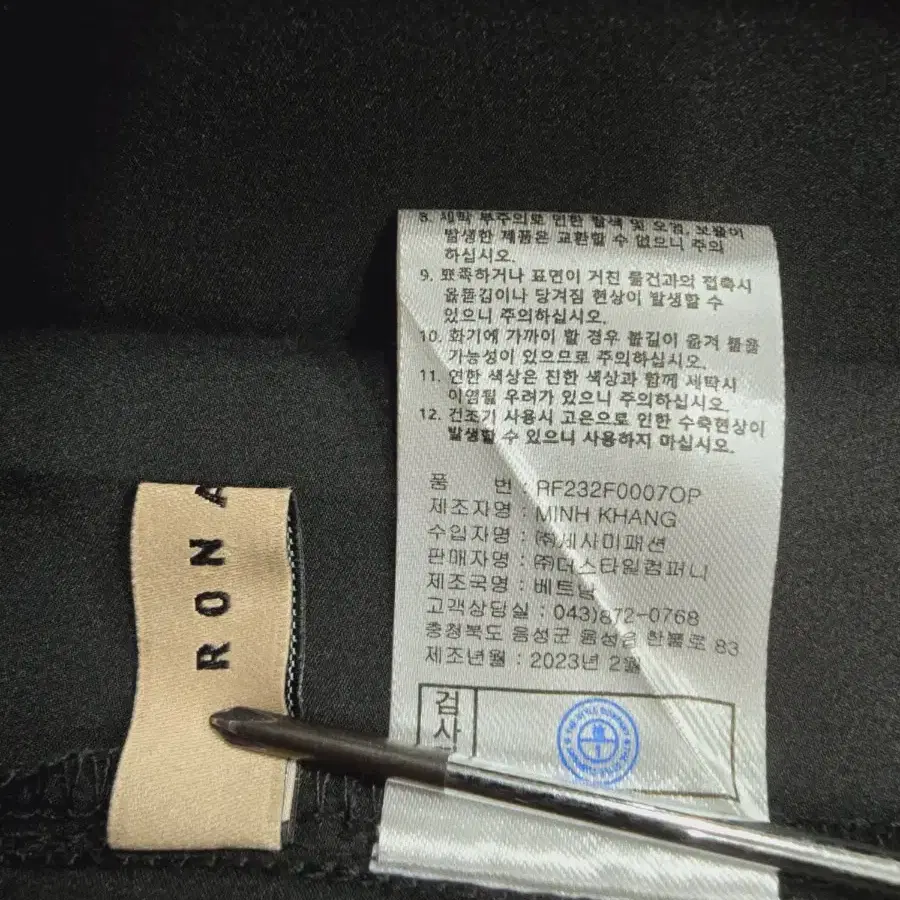 8. 세탁 부주의로 인한 탈색 및 오염, 보풀이
발생한 제품은 교환할 수 없으니 주의
하십시오.
9. 뾰족하거나 표면이 거친 물건과의 접촉시
올뜯김이나 당겨짐 현상이 발생할 수
있으니 주의하십시오.
10. 화기에 가까이 할 경우 불길이 옮겨 붙을
가능성이 있으므로 주의하십시오.
11. 연한 색상은 진한 색상과 함께 세탁시
이염될 우려가 있으니 주의하십시오.
12. 건조기 사용시 고온으로 인한 수축현상이
발생할 수 있으니 사용하지 마십시오.
품 번 : RF232F0007OP
제조자명 : MINH KHANG
수입자명 : ㈜세사미패션
판매자명 : ㈜더스타일컴퍼니
제조국명 : 베트남
고객상담실 : 043)872-0768
충청북도 음성군 음성읍 한불로 83
제조년월 : 2023년 2월
검사
RONA